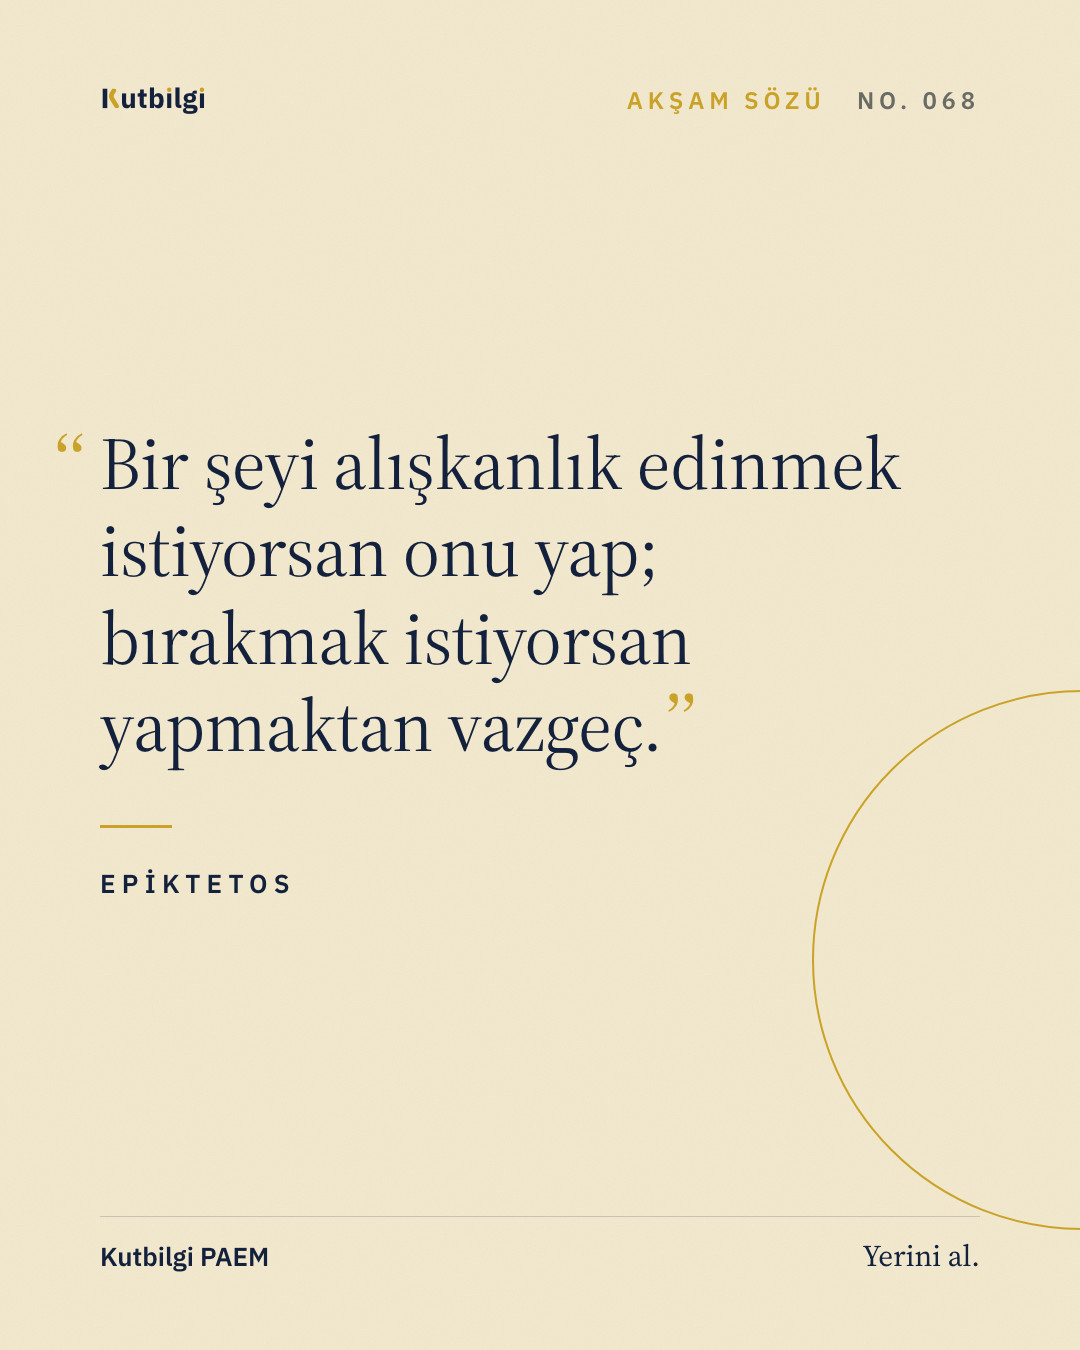 Kutbilgi
AKŞAM SÖZÜ NO. 068
“Bir şeyi alışkanlık edinmek
istiyorsan onu yap;
bırakmak istiyorsan
yapmaktan vazgeç.”
EPİKTETOS
Kutbilgi PAEM
Yerini al.